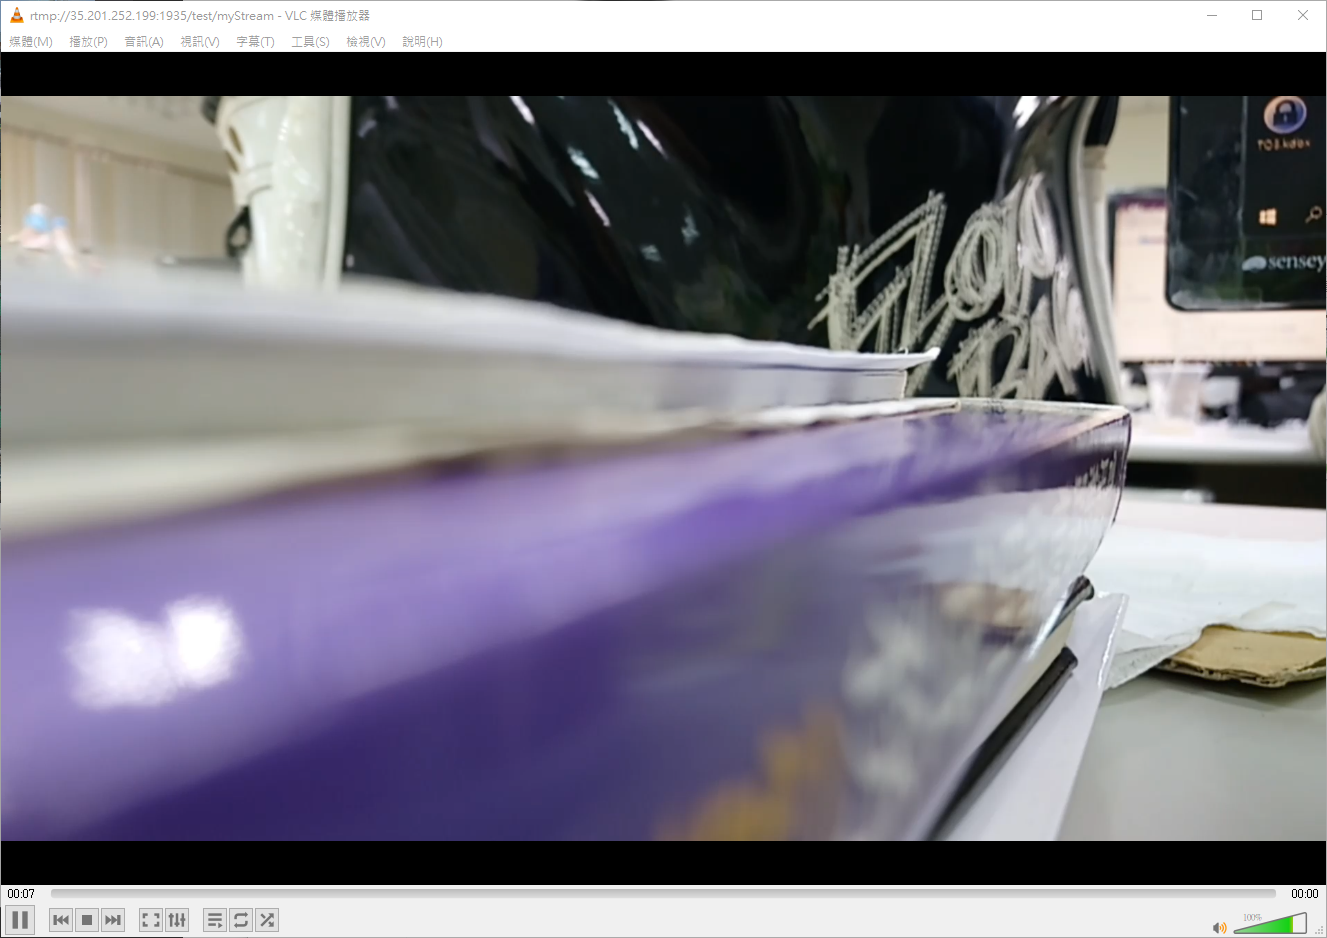 rtmp://35.201.252.199:1935/test/myStream - VLC 媒體播放器
媒體(M) 播放(P) 音訊(A) 視訊(V) 字幕(T) 工具(S) 檢視(V) 說明(H)
sensey
00:07
00:00
100%